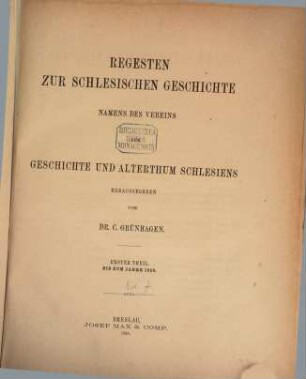 REGESTEN
ZUR SCHLESISCHEN GESCHICHTE
NAMENS DES VEREINS
GESCHICHTE UND ALTERTHUM SCHLESIENS
HERAUSGEGEBEN
VON
DR. C. GRÜNHAGEN.
ERSTER THEIL.
BIS ZUM JAHRE
BRESLAU,
JOSEF MAX & COMP.